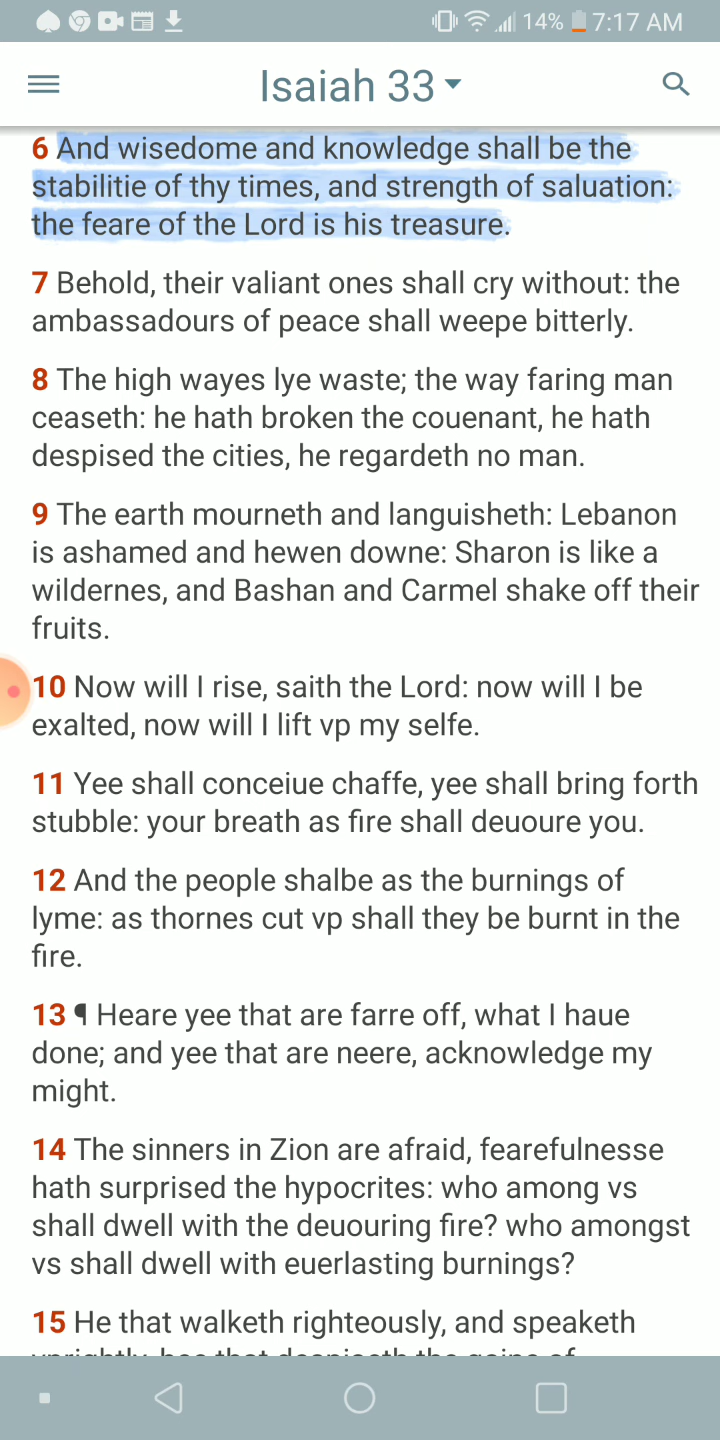 14% 7:17 AM
Isaiah 33
6 And wisedome and knowledge shall be the
stabilitie of thy times, and strength of saluation:
the feare of the Lord is his treasure.
7 Behold, their valiant ones shall cry without: the
ambassadours of peace shall weepe bitterly.
8 The high wayes lye waste; the way faring man
ceaseth: he hath broken the couenant, he hath
despised the cities, he regardeth no man.
9 The earth mourneth and languisheth: Lebanon
is ashamed and hewen downe: Sharon is like a
wildernes, and Bashan and Carmel shake off their
fruits.
10 Now will I rise, saith the Lord: now will I be
exalted, now will I lift vp my selfe.
11 Yee shall conceiue chaffe, yee shall bring forth
stubble: your breath as fire shall deuoure you.
12 And the people shalbe as the burnings of
lyme: as thornes cut vp shall they be burnt in the
fire.
13 ¶ Heare yee that are farre off, what I haue
done; and yee that are neere, acknowledge my
might.
14 The sinners in Zion are afraid, fearefulnesse
hath surprised the hypocrites: who among vs
shall dwell with the deuouring fire? who amongst
vs shall dwell with euerlasting burnings?
15 He that walketh righteously, and speaketh